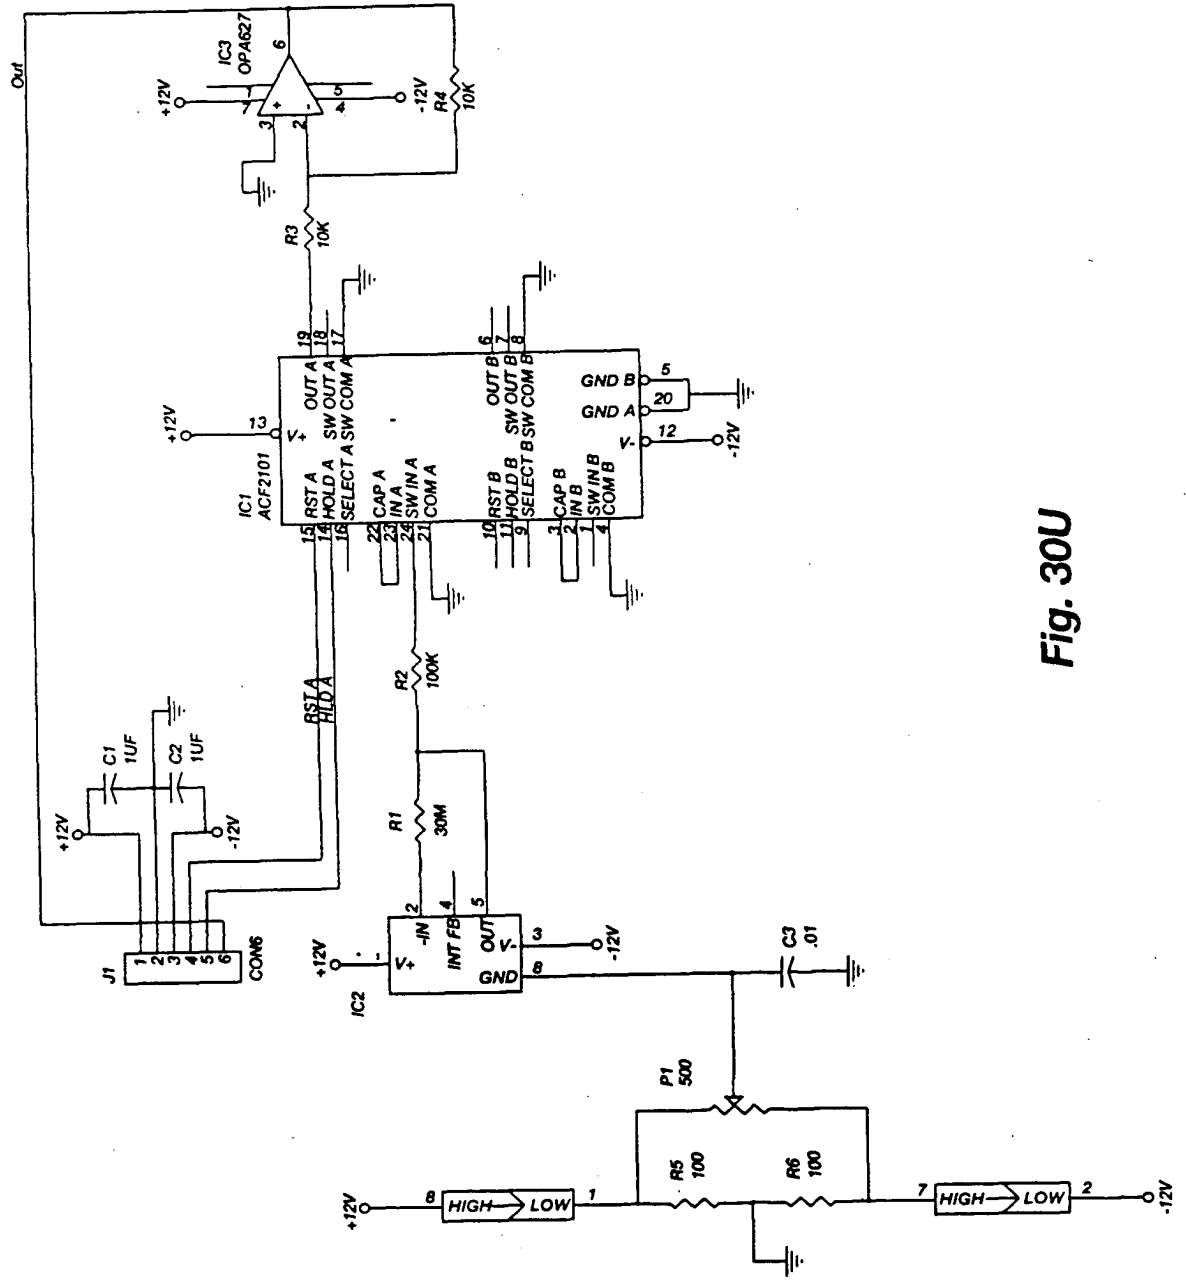 Out
IC3
OPA627
+12V
1
7
6
5
4
-12V
R4
10K
3
+
2
-
R3
10K
19
18
17
6
7
8
OUT A
SW OUT A
SW COM A
OUT B
SW OUT B
SW COM B
+12V
13
V+
IC1
ACF2101
GND B
5
GND A
20
V-
12
-12V
RST A
HOLD A
SELECT A
CAP A
IN A
SW IN A
COM A
RST B
HOLD B
SELECT B
CAP B
IN B
SW IN B
COM B
15
14
16
22
23
24
21
10
11
9
3
2
1
4
RST A
HLD A
R2
100K
C1
1UF
C2
1UF
+12V
-12V
R1
30M
J1
1
2
3
4
5
6
CON6
+12V
1
V+
IC2
2
4
5
-IN
INT FB
OUT
V-
3
-12V
GND
8
C3
.01
P1
500
R5
100
R6
100
+12V
8
HIGH
LOW
1
7
HIGH
LOW
2
-12V
Fig. 30U